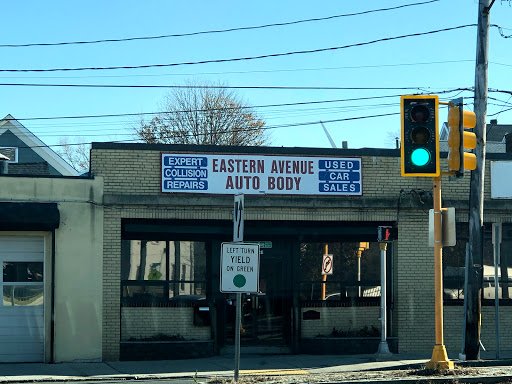 EXPERT
COLLISION
REPAIRS
EASTERN AVENUE
AUTO BODY
USED
CAR
SALES
LEFT TURN
YIELD
ON GREEN